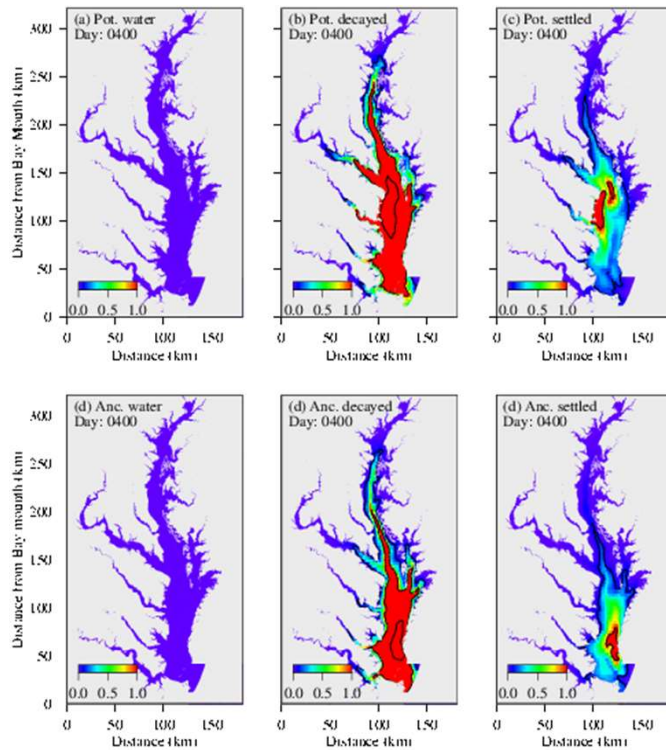 (a) Pot. water
Day: 0400
(b) Pot. decayed
Day: 0400
(c) Pot. settled
Day: 0400
Distance from Bay Mouth (km)
300
250
200
150
100
50
0
0.0 0.5 1.0
0.0 0.5 1.0
0.0 0.5 1.0
0 50 100 150
0 50 100 150
0 50 100 150
Distance (km)
Distance (km)
Distance (km)
(d) Anc. water
Day: 0400
(d) Anc. decayed
Day: 0400
(d) Anc. settled
Day: 0400
Distance from Bay mouth (km)
300
250
200
150
100
50
0
0.0 0.5 1.0
0.0 0.5 1.0
0.0 0.5 1.0
0 50 100 150
0 50 100 150
0 50 100 150
Distance (km)
Distance (km)
Distance (km)